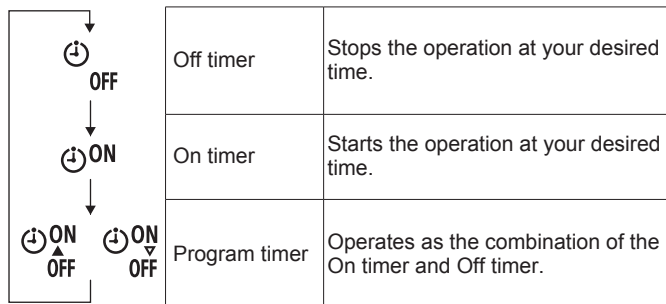 OFF
Off timer
Stops the operation at your desired
time.
ON
On timer
Starts the operation at your desired
time.
ON
OFF
ON
OFF
Program timer
Operates as the combination of the
On timer and Off timer.